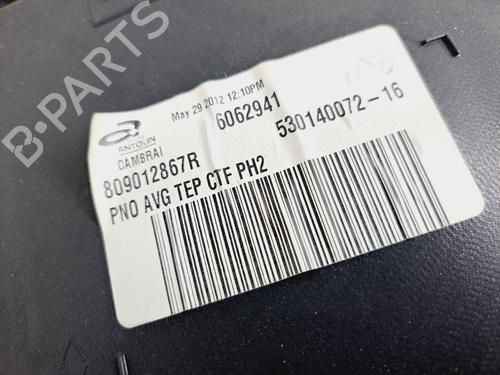 B-PARTS
May 29 2012 12:10PM
ANTOLIN
CAMBRAI
6062941
530140072-16
809012867R
PNO AVG TEP CTF PH2